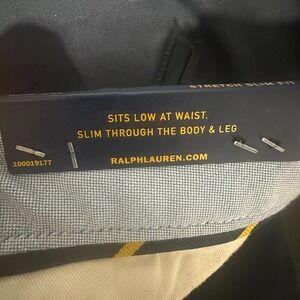 STRETCH SLIM FIT
SITS LOW AT WAIST.
SLIM THROUGH THE BODY & LEG
100019177
RALPHLAUREN.COM